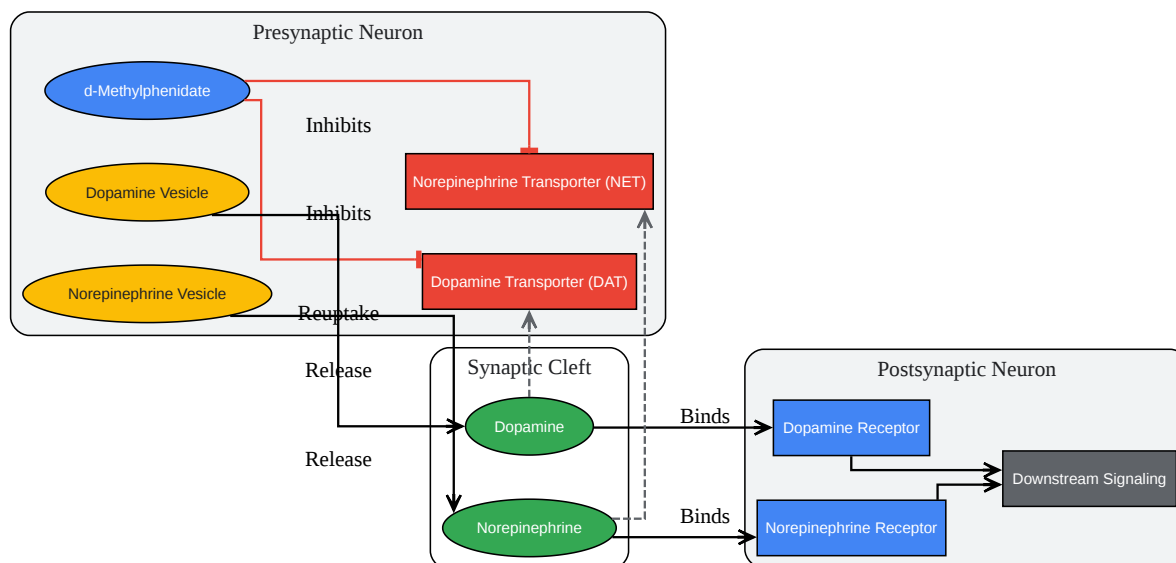 Presynaptic Neuron
d-Methylphenidate
Inhibits
Norepinephrine Transporter (NET)
Dopamine Vesicle
Inhibits
Dopamine Transporter (DAT)
Norepinephrine Vesicle
Reuptake
Synaptic Cleft
Postsynaptic Neuron
Release
Dopamine
Binds
Dopamine Receptor
Release
Downstream Signaling
Norepinephrine
Binds
Norepinephrine Receptor